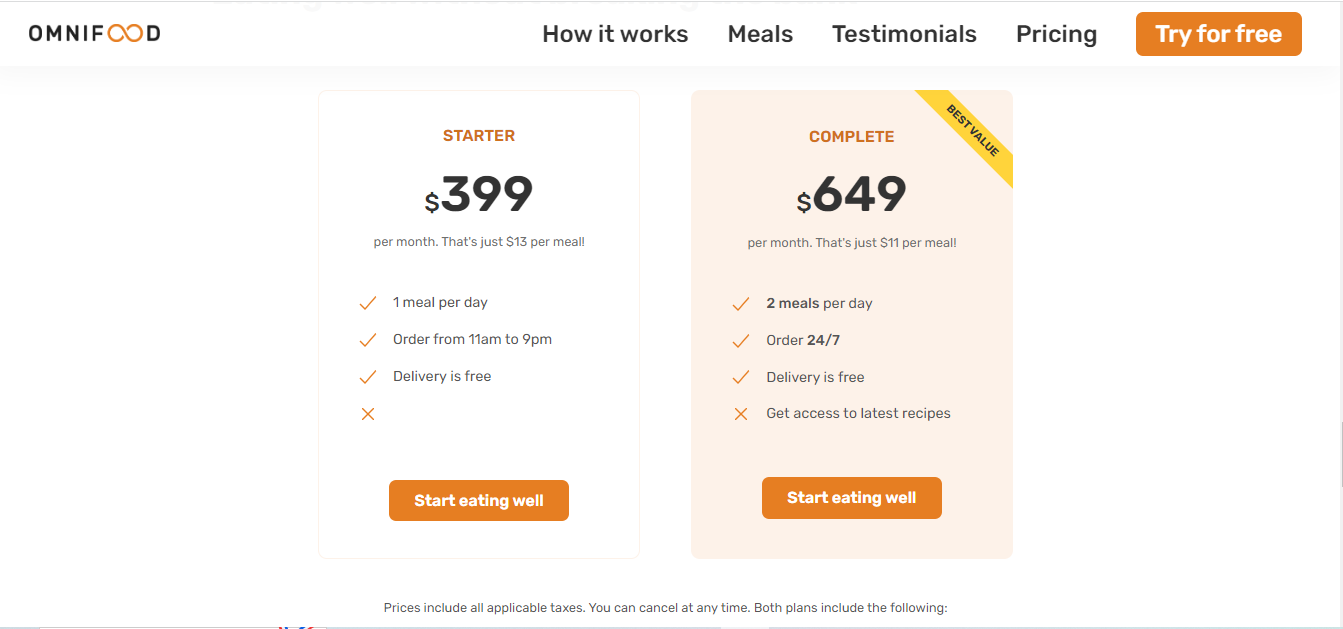 OMNIFOOD
How it works
Meals
Testimonials
Pricing
Try for free
STARTER
$399
per month. That's just $13 per meal!
1 meal per day
Order from 11am to 9pm
Delivery is free
Start eating well
BEST VALUE
COMPLETE
$649
per month. That's just $11 per meal!
2 meals per day
Order 24/7
Delivery is free
Get access to latest recipes
Start eating well
Prices include all applicable taxes. You can cancel at any time. Both plans include the following: